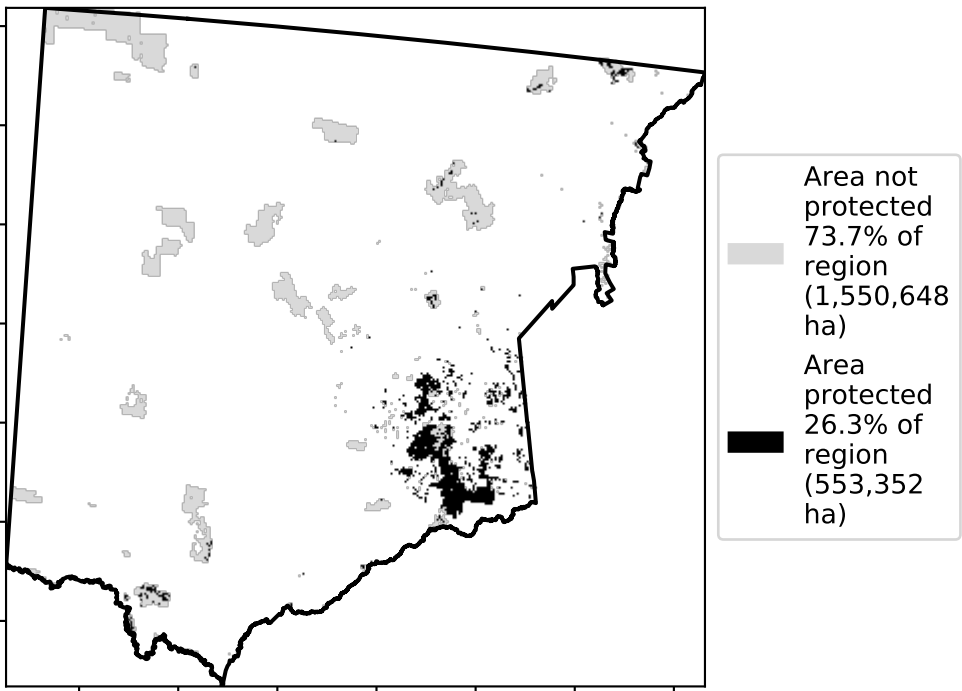 Area not
protected
73.7% of
region
(1,550,648
ha)
Area
protected
26.3% of
region
(553,352
ha)